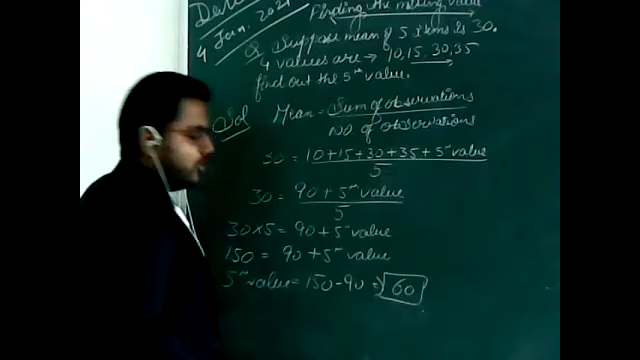 Finding the missing value
4 Jan. 2021
Q Suppose mean of 5 items is 30.
4 values are → 10, 15, 30, 35
find out the 5th value.
Sol Mean = Sum of observations
No. of observations
30 = 10 + 15 + 30 + 35 + 5th value
5
30 = 90 + 5th value
5
30 × 5 = 90 + 5th value
150 = 90 + 5th value
5th value = 150 - 90 = 60